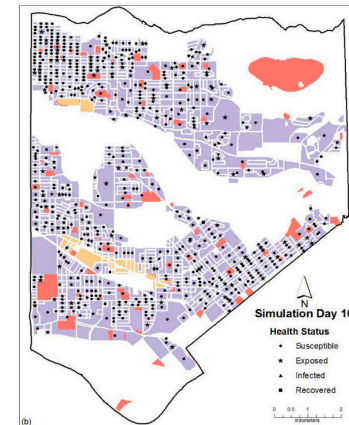 N
Simulation Day 10
Health Status
Susceptible
Exposed
Infected
Recovered
0 0.5 1 2
Kilometers
(b)